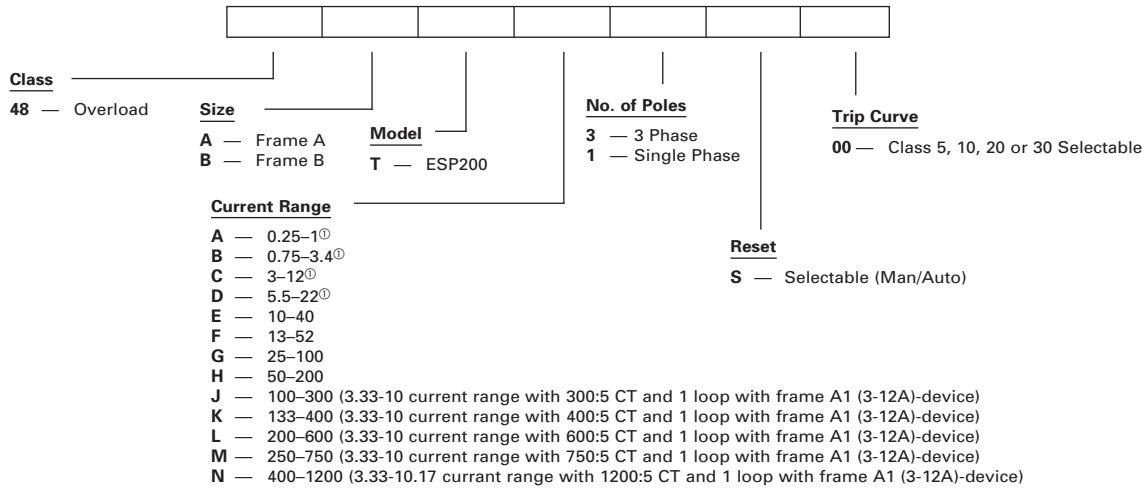 Class
48 — Overload
Size
A — Frame A
B — Frame B
Model
T — ESP200
Current Range
A — 0.25–1①
B — 0.75–3.4①
C — 3–12①
D — 5.5–22①
E — 10–40
F — 13–52
G — 25–100
H — 50–200
J — 100–300 (3.33-10 current range with 300:5 CT and 1 loop with frame A1 (3-12A)-device)
K — 133–400 (3.33-10 current range with 400:5 CT and 1 loop with frame A1 (3-12A)-device)
L — 200–600 (3.33-10 current range with 600:5 CT and 1 loop with frame A1 (3-12A)-device)
M — 250–750 (3.33-10 current range with 750:5 CT and 1 loop with frame A1 (3-12A)-device)
N — 400–1200 (3.33-10.17 currant range with 1200:5 CT and 1 loop with frame A1 (3-12A)-device)
No. of Poles
3 — 3 Phase
1 — Single Phase
Reset
S — Selectable (Man/Auto)
Trip Curve
00 — Class 5, 10, 20 or 30 Selectable